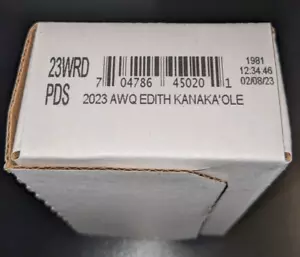 23WRD
PDS
7 04786 45020 1
1981
12:34:46
02/08/23
2023 AWQ EDITH KANAKA'OLE